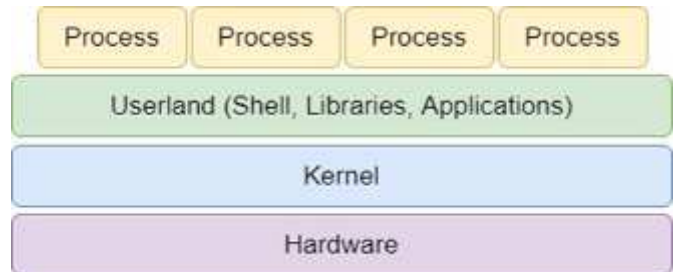 Process Process Process Process
Userland (Shell, Libraries, Applications)
Kernel
Hardware